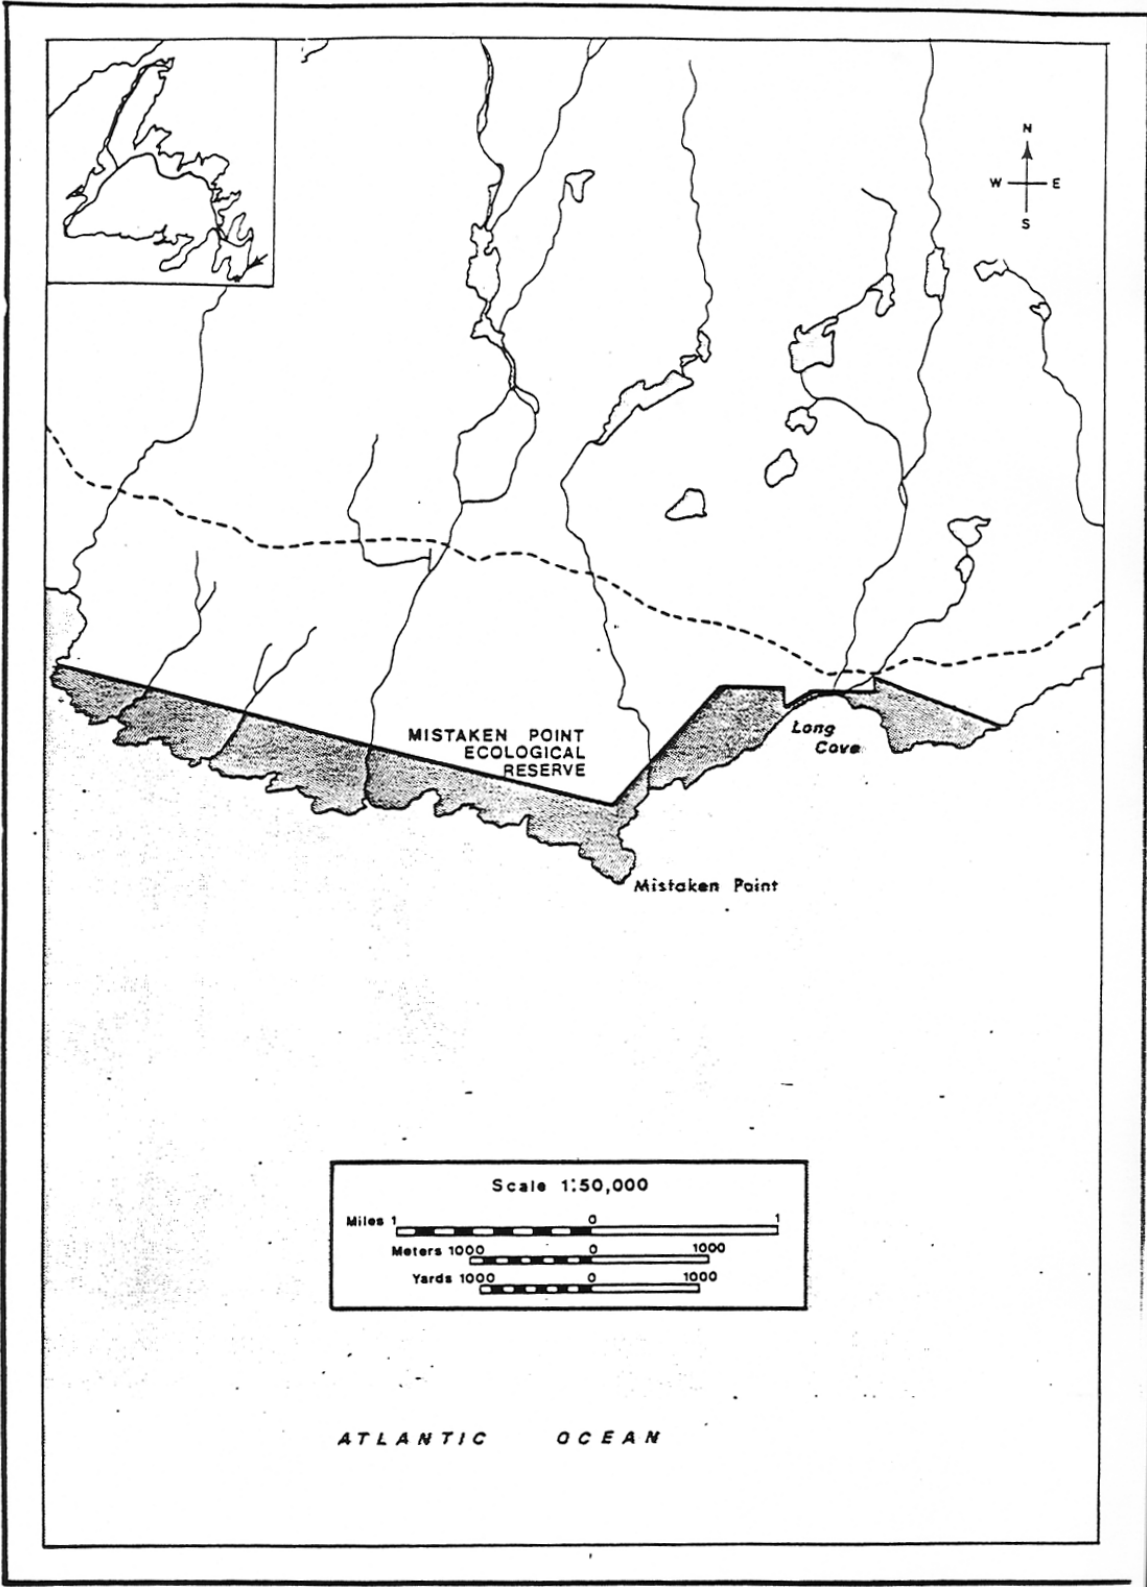 N
W E
S
MISTAKEN POINT
ECOLOGICAL
RESERVE
Long
Cove
Mistaken Point
Scale 1:50,000
Miles 1 0 1
Meters 1000 0 1000
Yards 1000 0 1000
ATLANTIC OCEAN